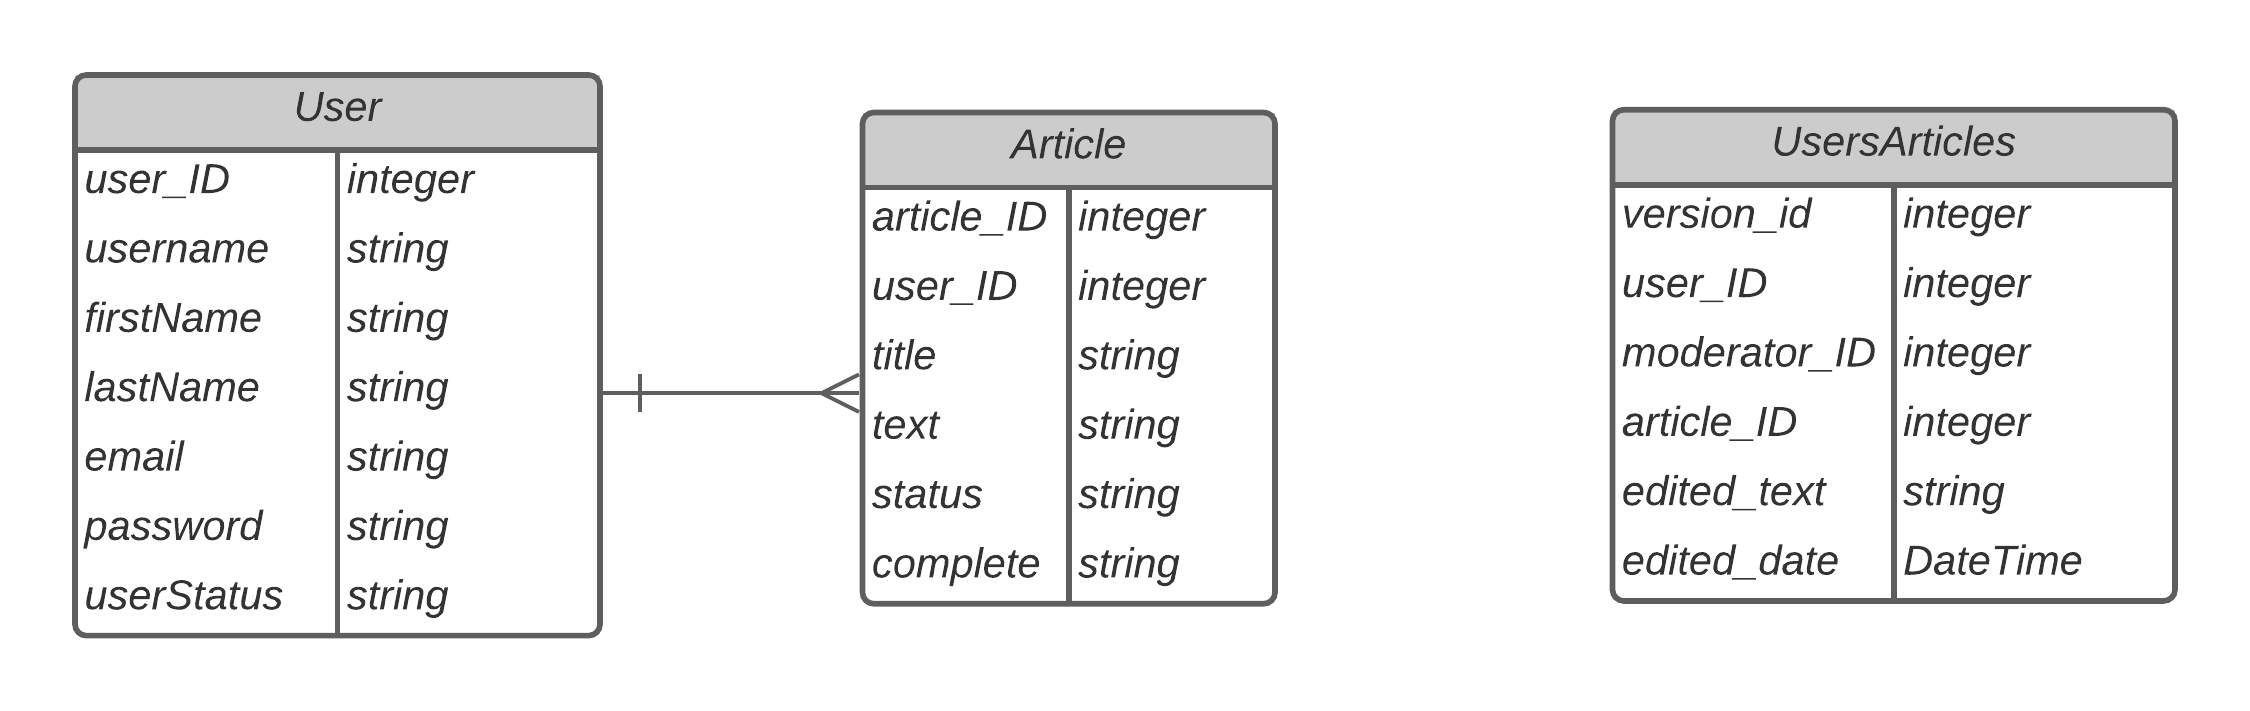 User
user_ID integer
username string
firstName string
lastName string
email string
password string
userStatus string
Article
article_ID integer
user_ID integer
title string
text string
status string
complete string
UsersArticles
version_id integer
user_ID integer
moderator_ID integer
article_ID integer
edited_text string
edited_date DateTime